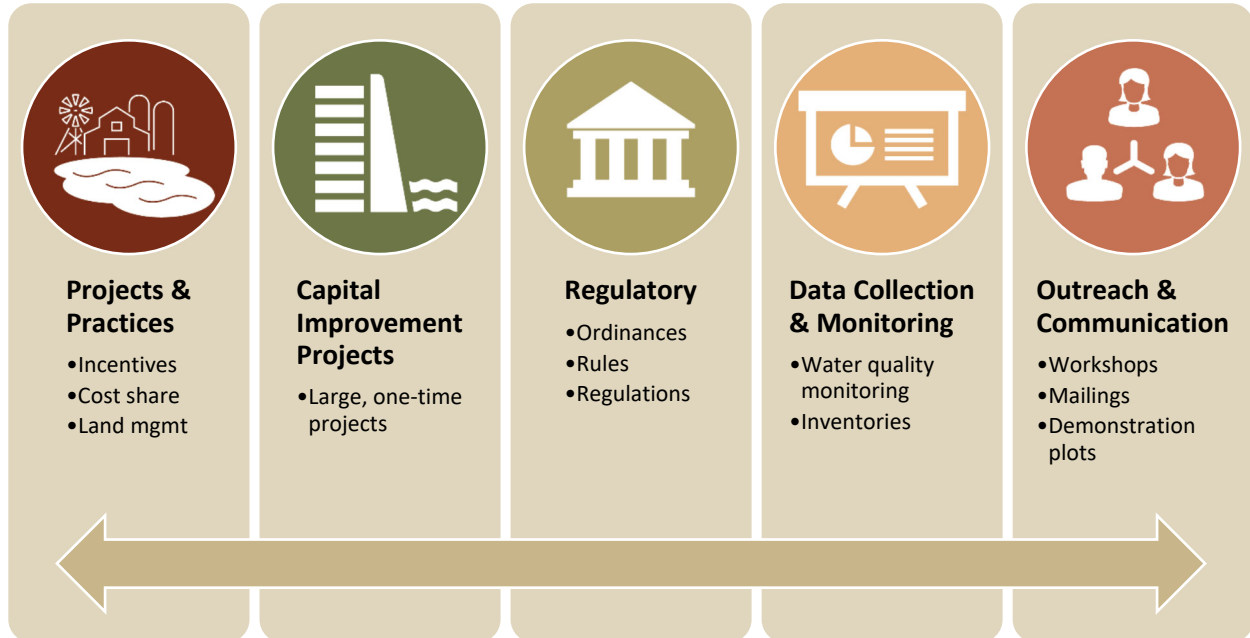 Projects &
Practices
•Incentives
•Cost share
•Land mgmt
Capital
Improvement
Projects
•Large, one-time
projects
Regulatory
•Ordinances
•Rules
•Regulations
Data Collection
& Monitoring
•Water quality
monitoring
•Inventories
Outreach &
Communication
•Workshops
•Mailings
•Demonstration
plots